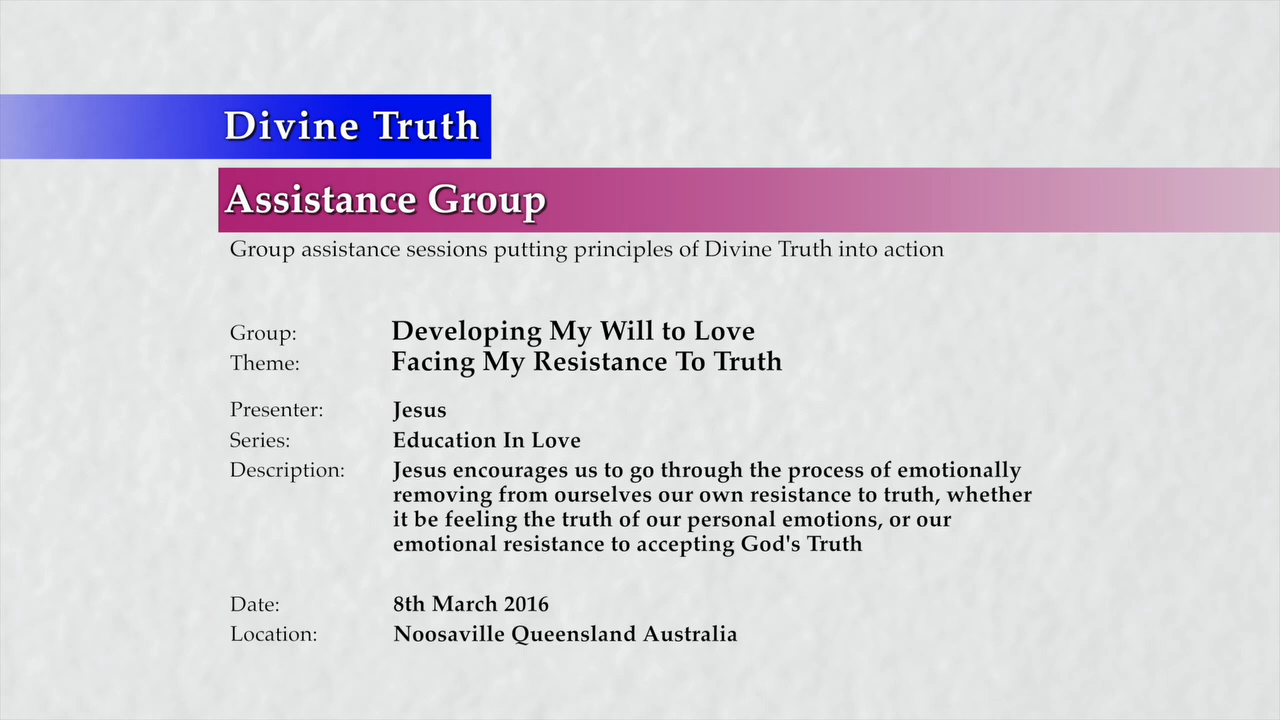 Divine Truth
Assistance Group
Group assistance sessions putting principles of Divine Truth into action
Group: Developing My Will to Love
Theme: Facing My Resistance To Truth
Presenter: Jesus
Series: Education In Love
Description: Jesus encourages us to go through the process of emotionally
removing from ourselves our own resistance to truth, whether
it be feeling the truth of our personal emotions, or our
emotional resistance to accepting God's Truth
Date: 8th March 2016
Location: Noosaville Queensland Australia